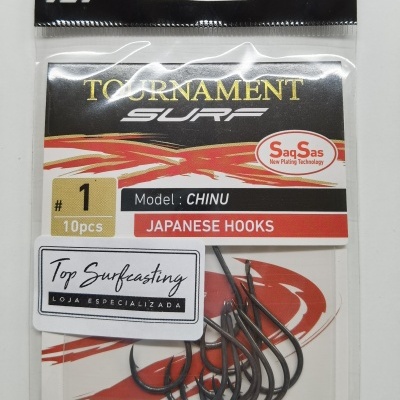 TOURNAMENT
SURF
SaqSas
New Plating Technology
# 1
10pcs
Model : CHINU
JAPANESE HOOKS
Top Surfcasting
LOJA ESPECIALIZADA